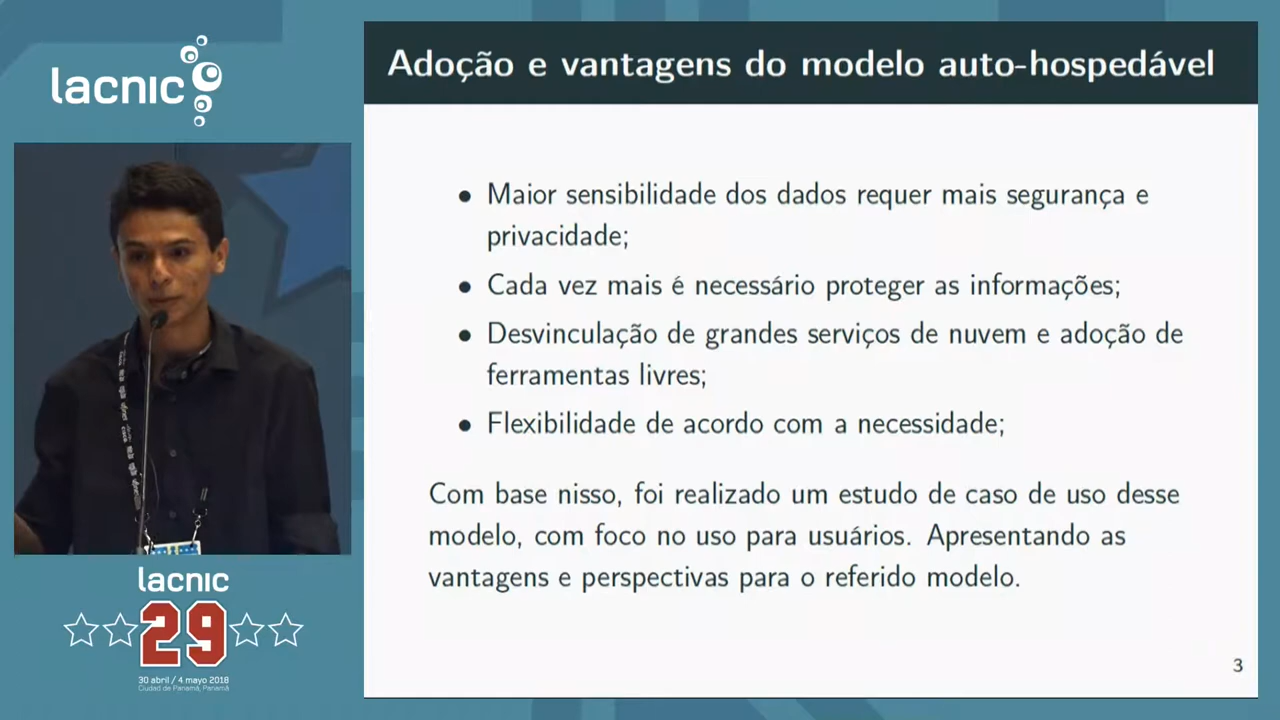 lacnic
Adoção e vantagens do modelo auto-hospedável
• Maior sensibilidade dos dados requer mais segurança e
privacidade;
• Cada vez mais é necessário proteger as informações;
• Desvinculação de grandes serviços de nuvem e adoção de
ferramentas livres;
• Flexibilidade de acordo com a necessidade;
Com base nisso, foi realizado um estudo de caso de uso desse
modelo, com foco no uso para usuários. Apresentando as
vantagens e perspectivas para o referido modelo.
3
lacnic
29
30 abril / 4 mayo 2018
Ciudad de Panamá, Panamá